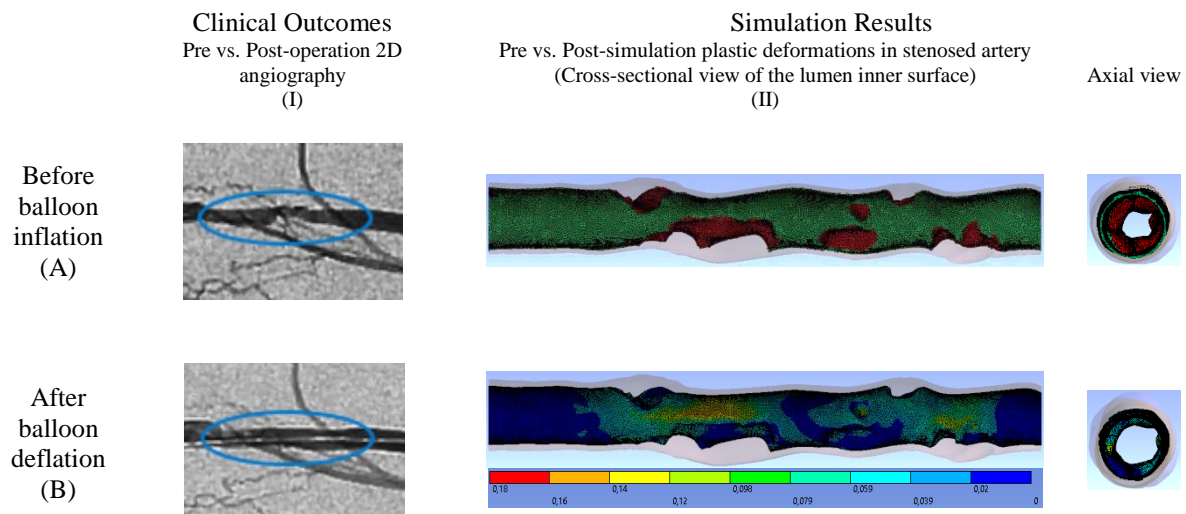 Clinical Outcomes
Pre vs. Post-operation 2D
angiography
(I)
Simulation Results
Pre vs. Post-simulation plastic deformations in stenosed artery
(Cross-sectional view of the lumen inner surface)
(II)
Axial view
Before
balloon
inflation
(A)
After
balloon
deflation
(B)
0,18 0,14 0,098 0,059 0,02
0,16 0,12 0,079 0,039 0